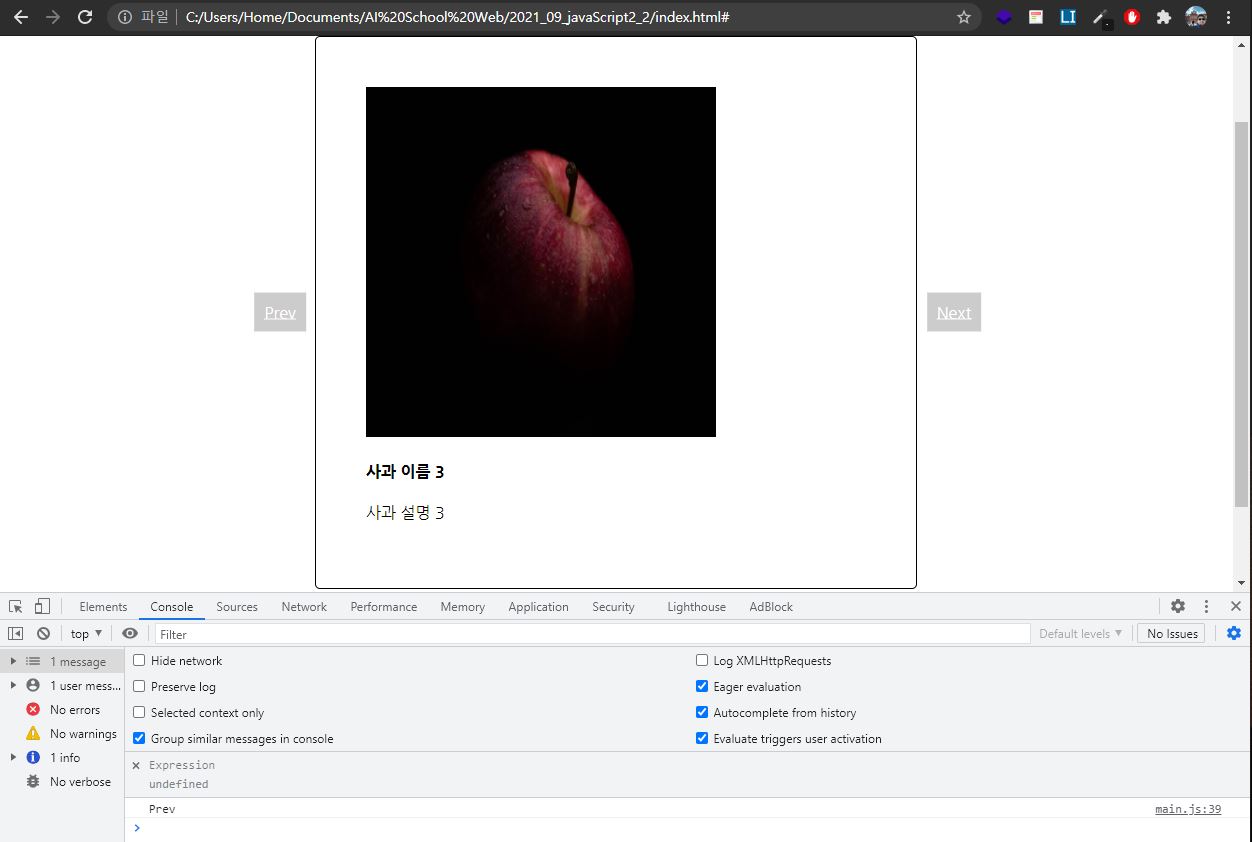 파일 C:/Users/Home/Documents/AI%20School%20Web/2021_09_javaScript2_2/index.html#
LI
Prev
Next
사과 이름 3
사과 설명 3
Elements Console Sources Network Performance Memory Application Security Lighthouse AdBlock
top Filter Default levels No Issues
1 message
1 user mess...
No errors
No warnings
1 info
No verbose
Hide network Log XMLHttpRequests
Preserve log Eager evaluation
Selected context only Autocomplete from history
Group similar messages in console Evaluate triggers user activation
Expression
undefined
Prev main.js:39